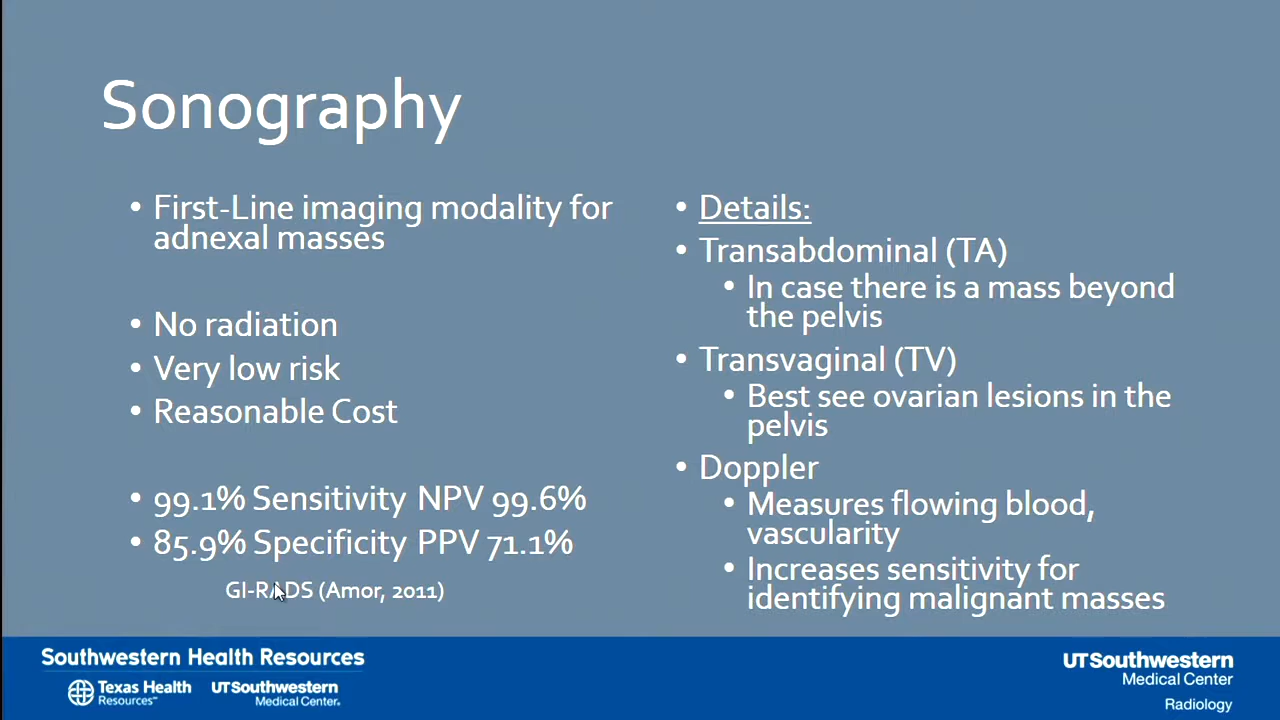 Sonography
• First-Line imaging modality for
adnexal masses
• No radiation
• Very low risk
• Reasonable Cost
• 99.1% Sensitivity NPV 99.6%
• 85.9% Specificity PPV 71.1%
GI-RADS (Amor, 2011)
• Details:
• Transabdominal (TA)
• In case there is a mass beyond
the pelvis
• Transvaginal (TV)
• Best see ovarian lesions in the
pelvis
• Doppler
• Measures flowing blood,
vascularity
• Increases sensitivity for
identifying malignant masses
Southwestern Health Resources
Texas Health
Resources
UTSouthwestern
Medical Center
UTSouthwestern
Medical Center
Radiology